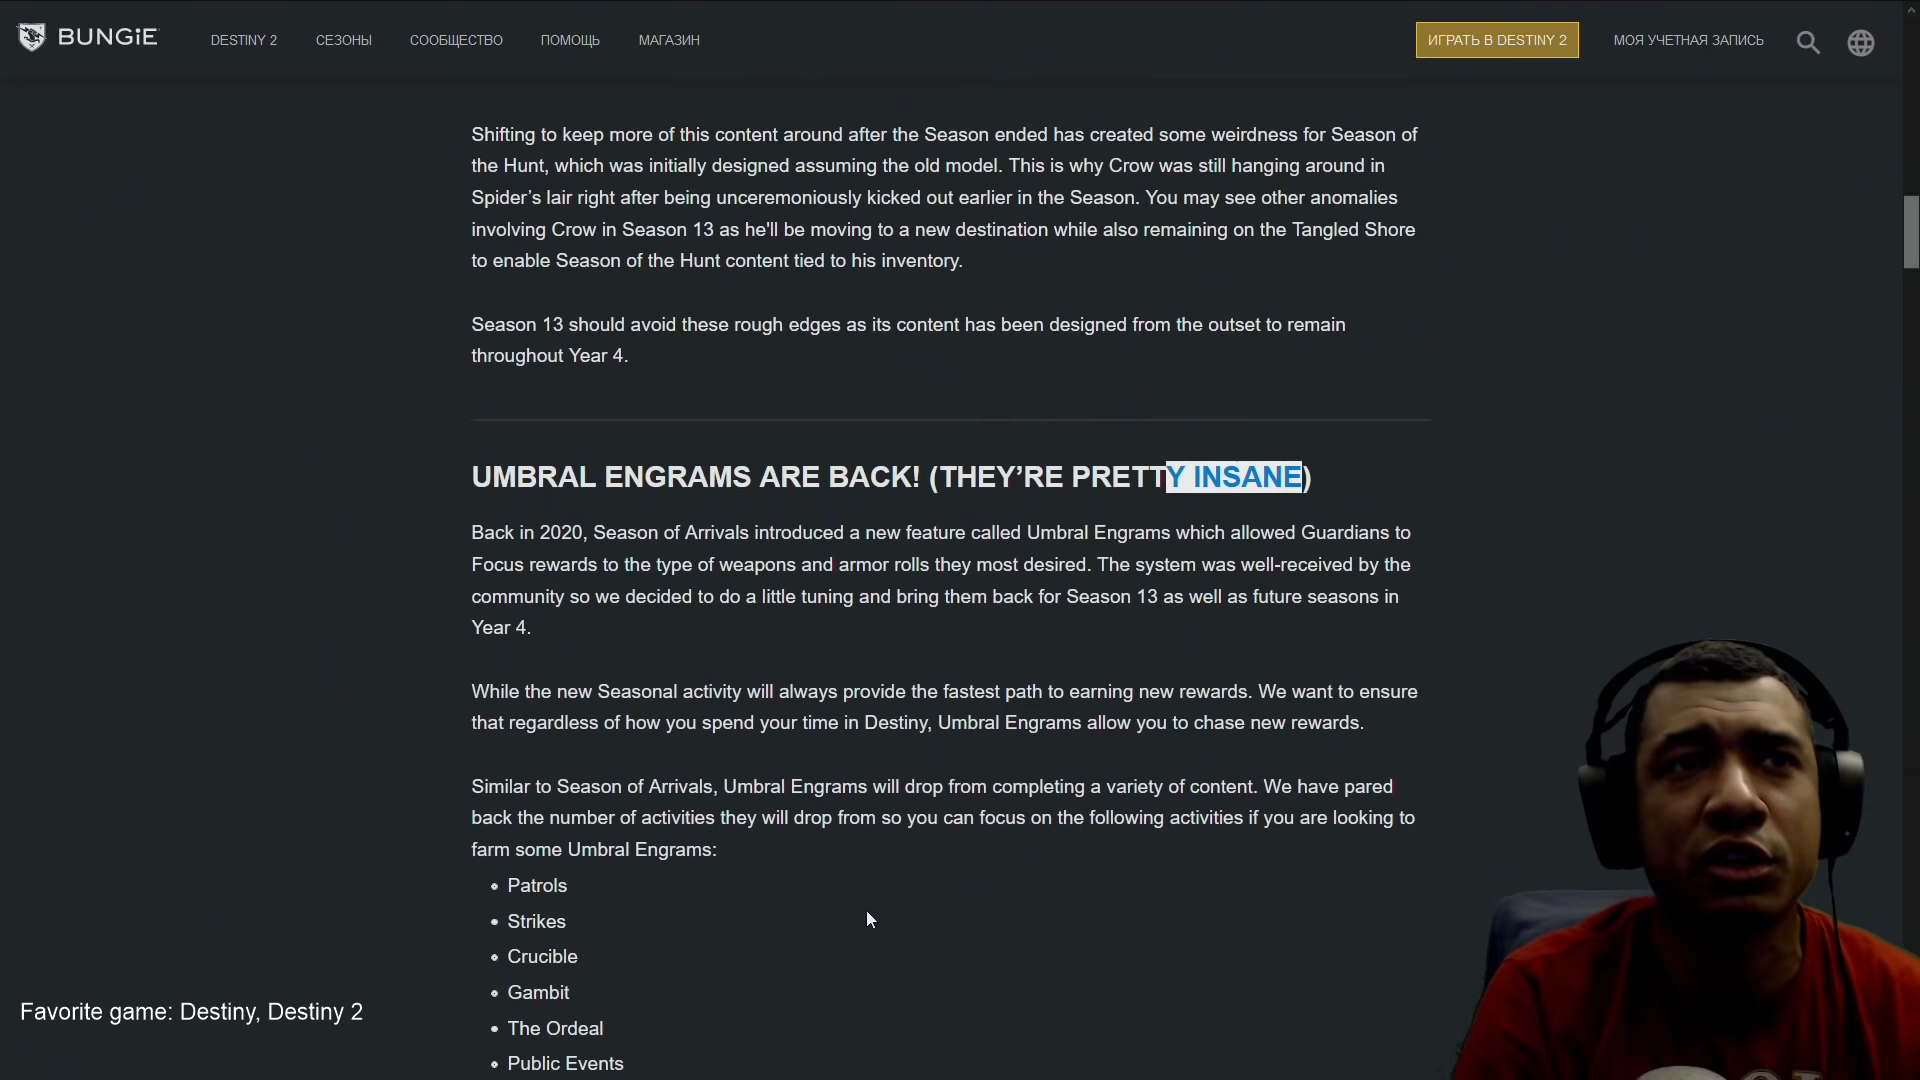 BUNGiE
DESTINY 2 СЕЗОНЫ СООБЩЕСТВО ПОМОЩЬ МАГАЗИН ИГРАТЬ В DESTINY 2 МОЯ УЧЕТНАЯ ЗАПИСЬ
Shifting to keep more of this content around after the Season ended has created some weirdness for Season of
the Hunt, which was initially designed assuming the old model. This is why Crow was still hanging around in
Spider’s lair right after being unceremoniously kicked out earlier in the Season. You may see other anomalies
involving Crow in Season 13 as he'll be moving to a new destination while also remaining on the Tangled Shore
to enable Season of the Hunt content tied to his inventory.
Season 13 should avoid these rough edges as its content has been designed from the outset to remain
throughout Year 4.
UMBRAL ENGRAMS ARE BACK! (THEY’RE PRETTY INSANE)
Back in 2020, Season of Arrivals introduced a new feature called Umbral Engrams which allowed Guardians to
Focus rewards to the type of weapons and armor rolls they most desired. The system was well-received by the
community so we decided to do a little tuning and bring them back for Season 13 as well as future seasons in
Year 4.
While the new Seasonal activity will always provide the fastest path to earning new rewards. We want to ensure
that regardless of how you spend your time in Destiny, Umbral Engrams allow you to chase new rewards.
Similar to Season of Arrivals, Umbral Engrams will drop from completing a variety of content. We have pared
back the number of activities they will drop from so you can focus on the following activities if you are looking to
farm some Umbral Engrams:
• Patrols
• Strikes
• Crucible
• Gambit
• The Ordeal
• Public Events
Favorite game: Destiny, Destiny 2